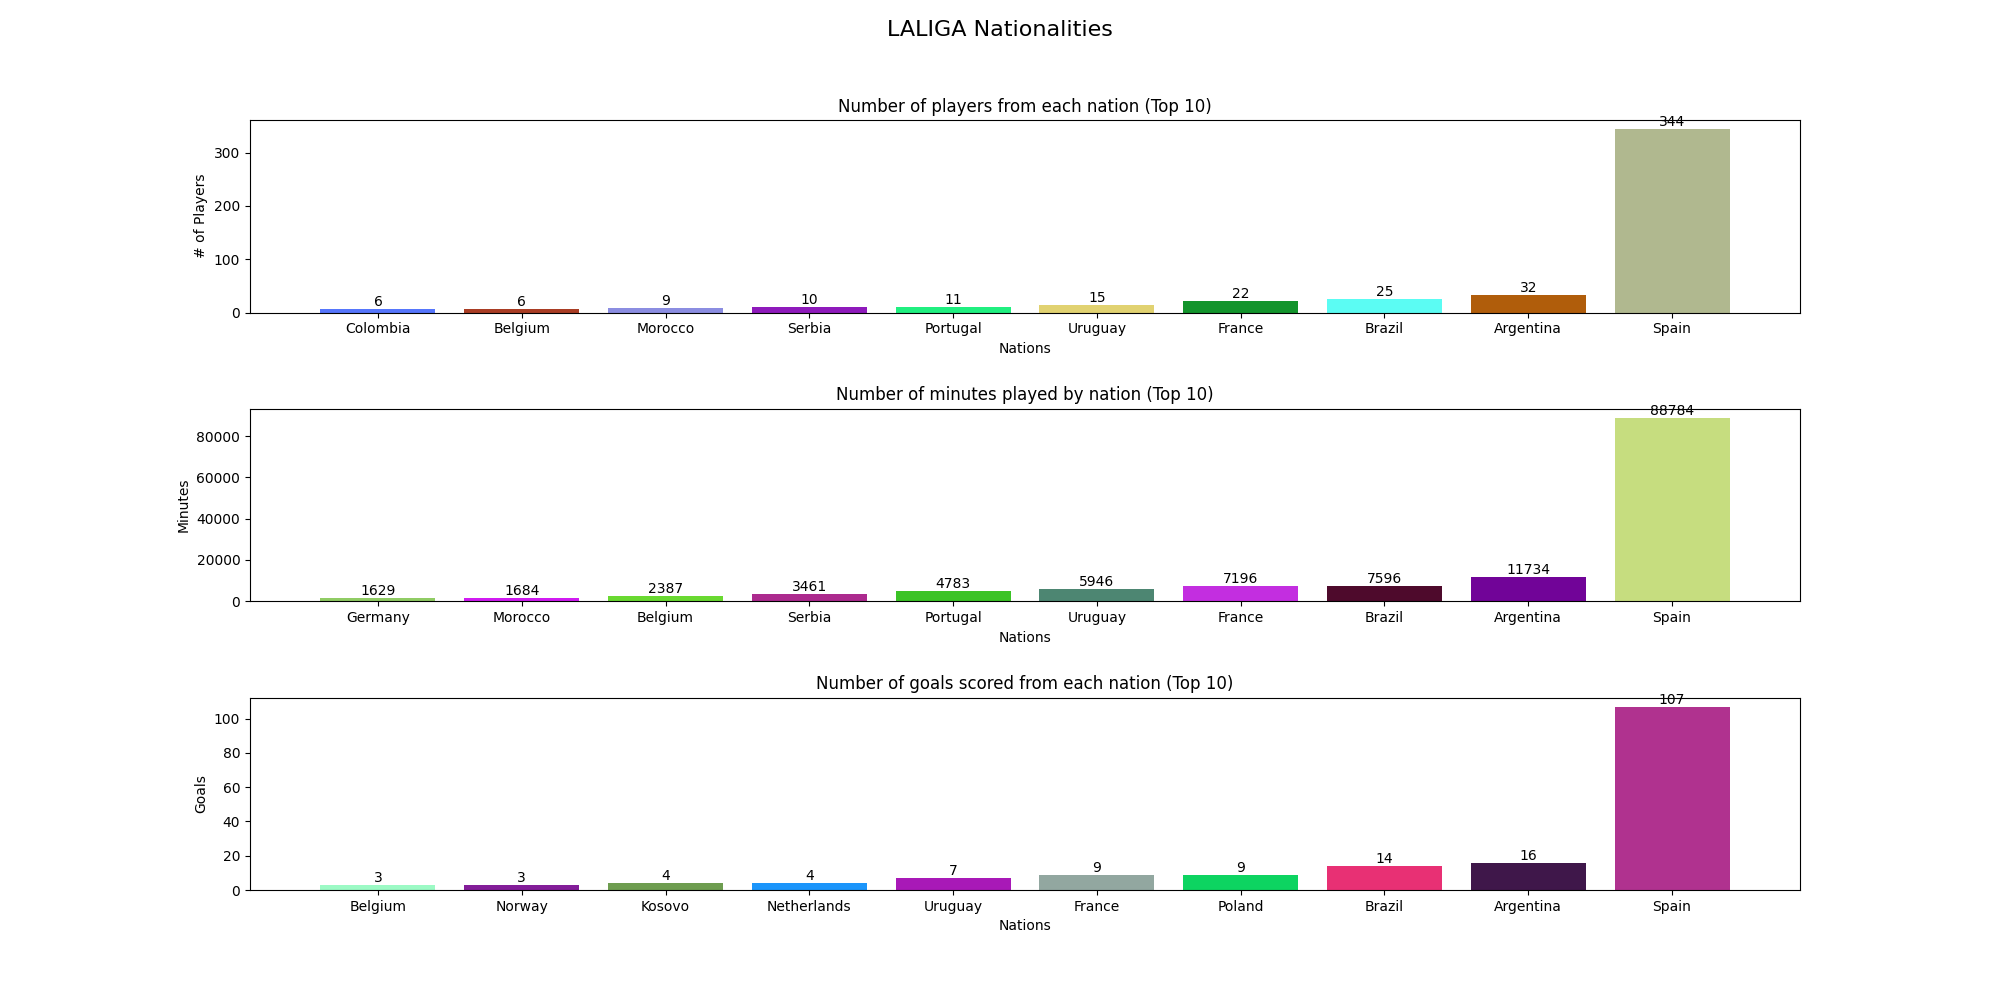 LALIGA Nationalities
Number of players from each nation (Top 10)
344
300
200
100
0
# of Players
6 6 9 10 11 15 22 25 32
Colombia Belgium Morocco Serbia Portugal Uruguay France Brazil Argentina Spain
Nations
Number of minutes played by nation (Top 10)
88784
80000
60000
40000
20000
0
Minutes
1629 1684 2387 3461 4783 5946 7196 7596 11734
Germany Morocco Belgium Serbia Portugal Uruguay France Brazil Argentina Spain
Nations
Number of goals scored from each nation (Top 10)
107
100
80
60
40
20
0
Goals
3 3 4 4 7 9 9 14 16
Belgium Norway Kosovo Netherlands Uruguay France Poland Brazil Argentina Spain
Nations